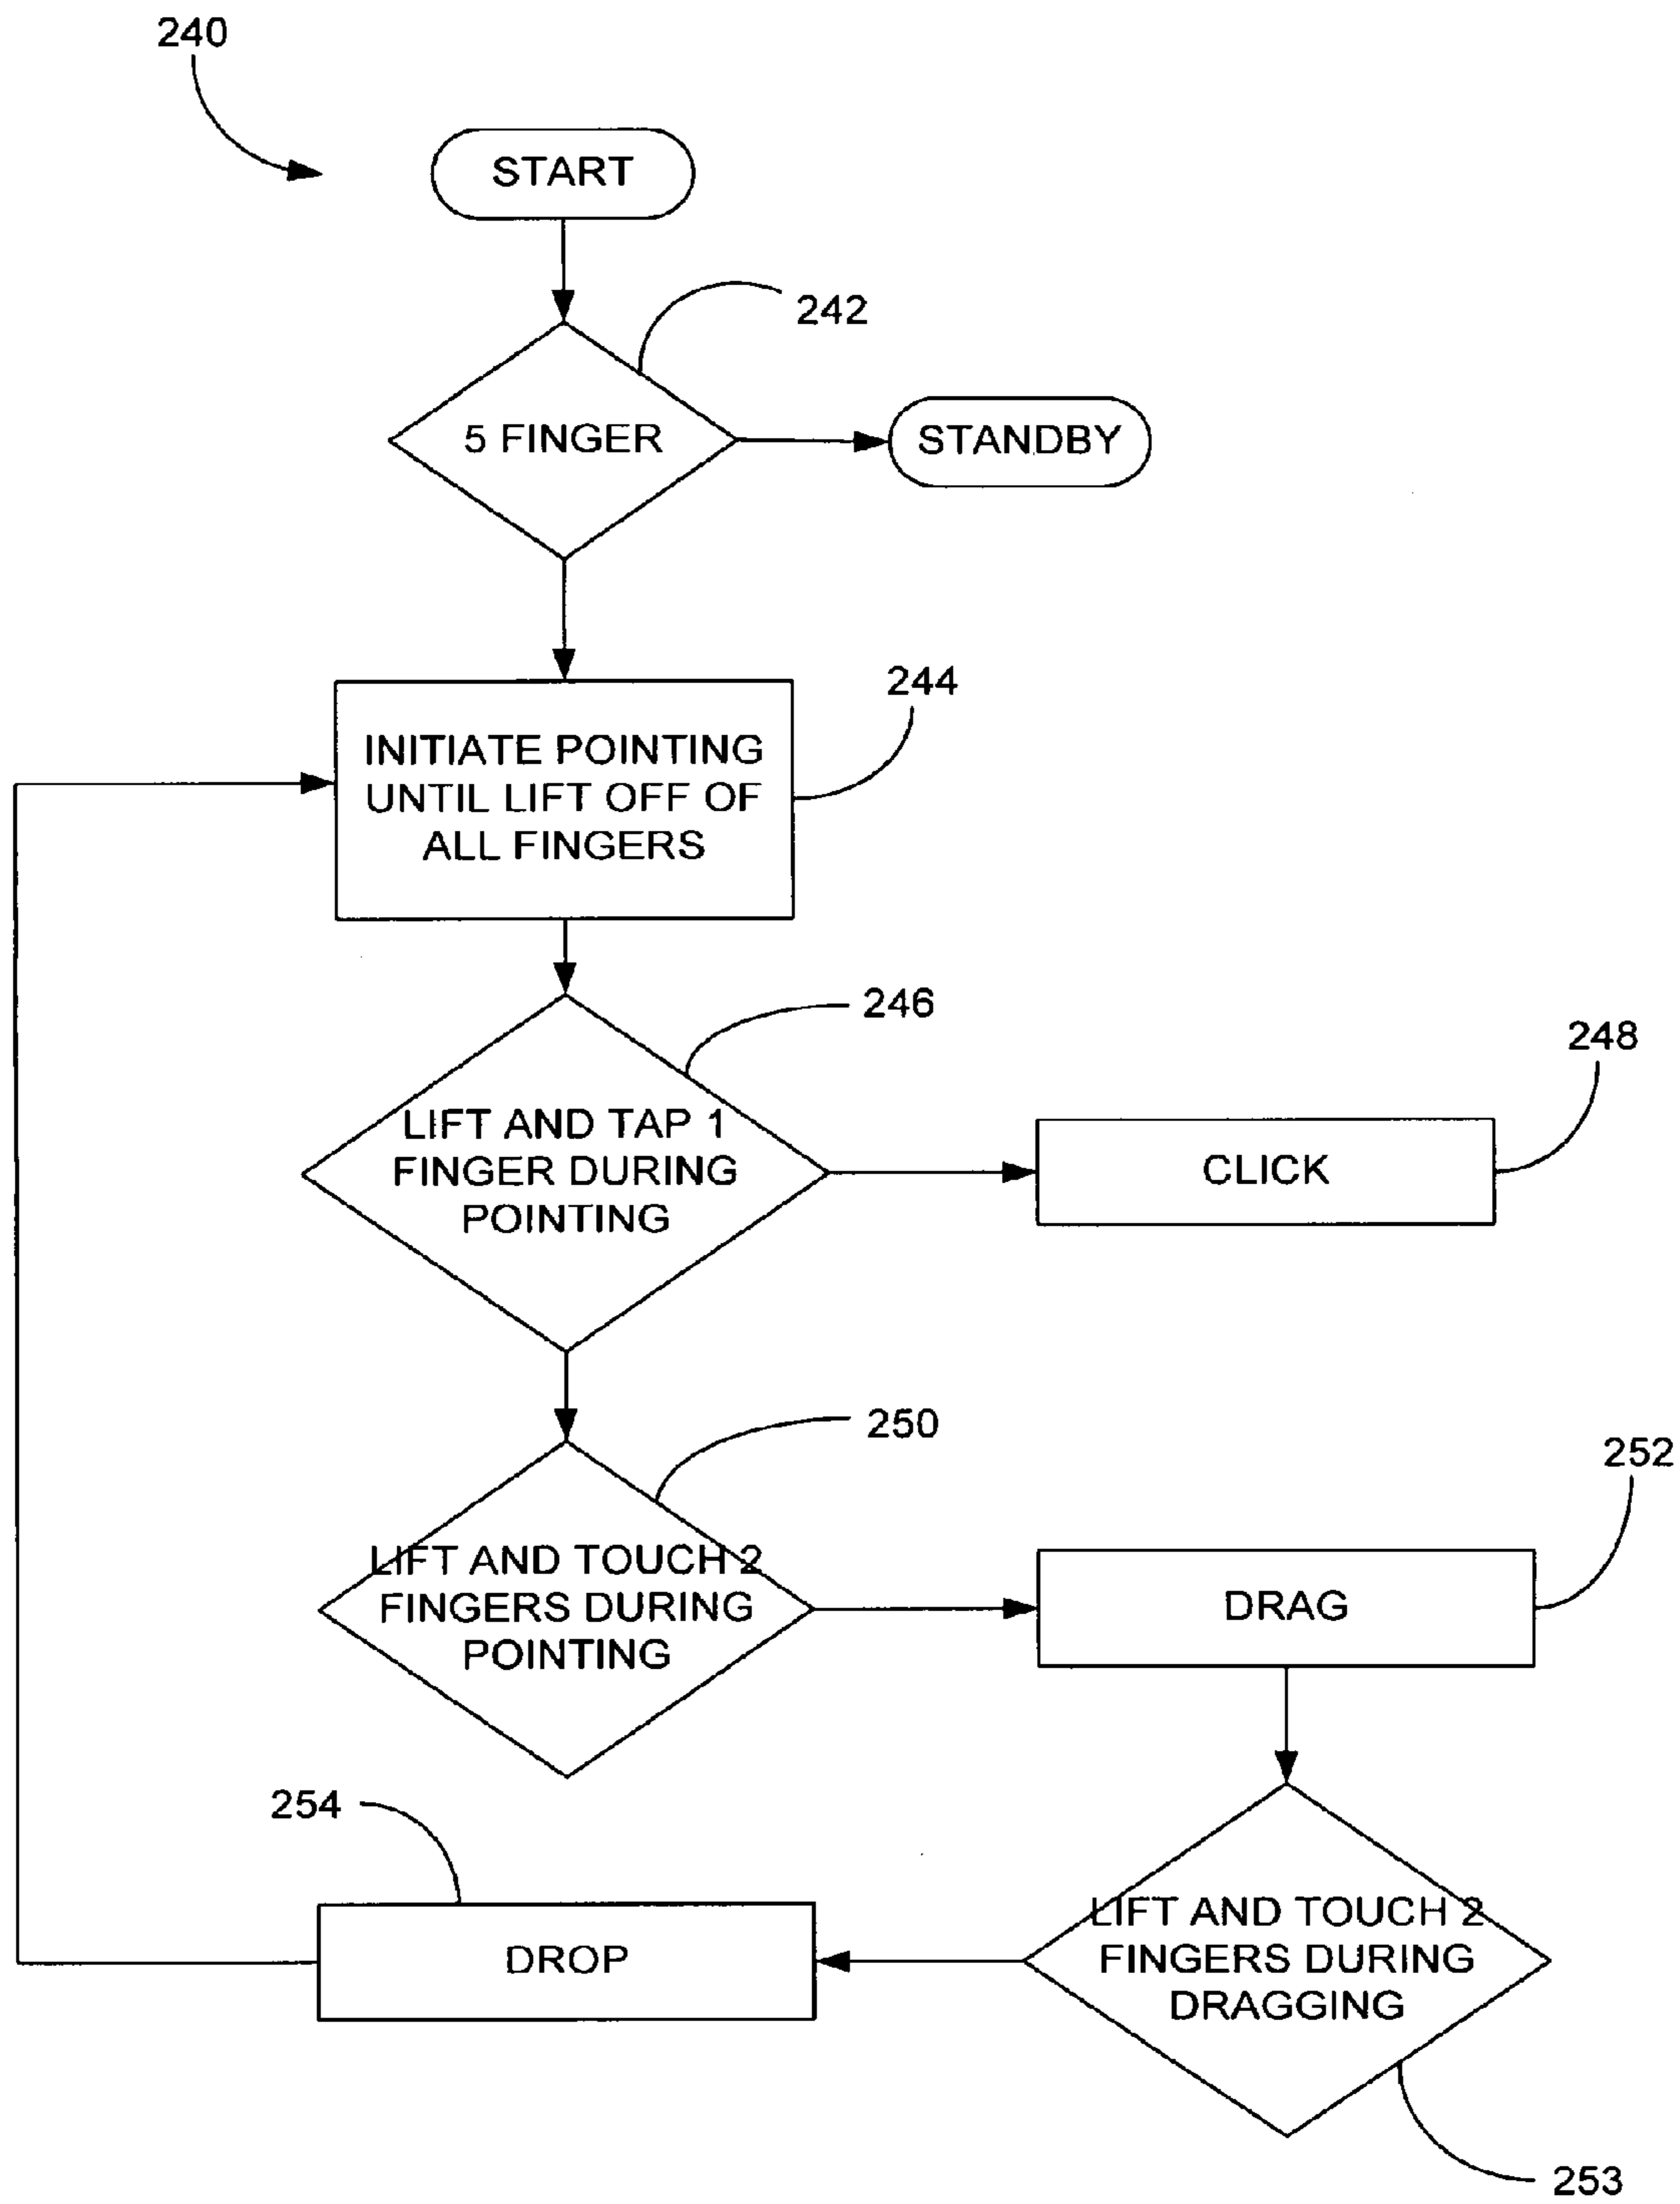 240
START
242
5 FINGER
STANDBY
244
INITIATE POINTING
UNTIL LIFT OFF OF
ALL FINGERS
246
248
LIFT AND TAP 1
FINGER DURING
POINTING
CLICK
250
252
LIFT AND TOUCH 2
FINGERS DURING
POINTING
DRAG
254
DROP
LIFT AND TOUCH 2
FINGERS DURING
DRAGGING
253